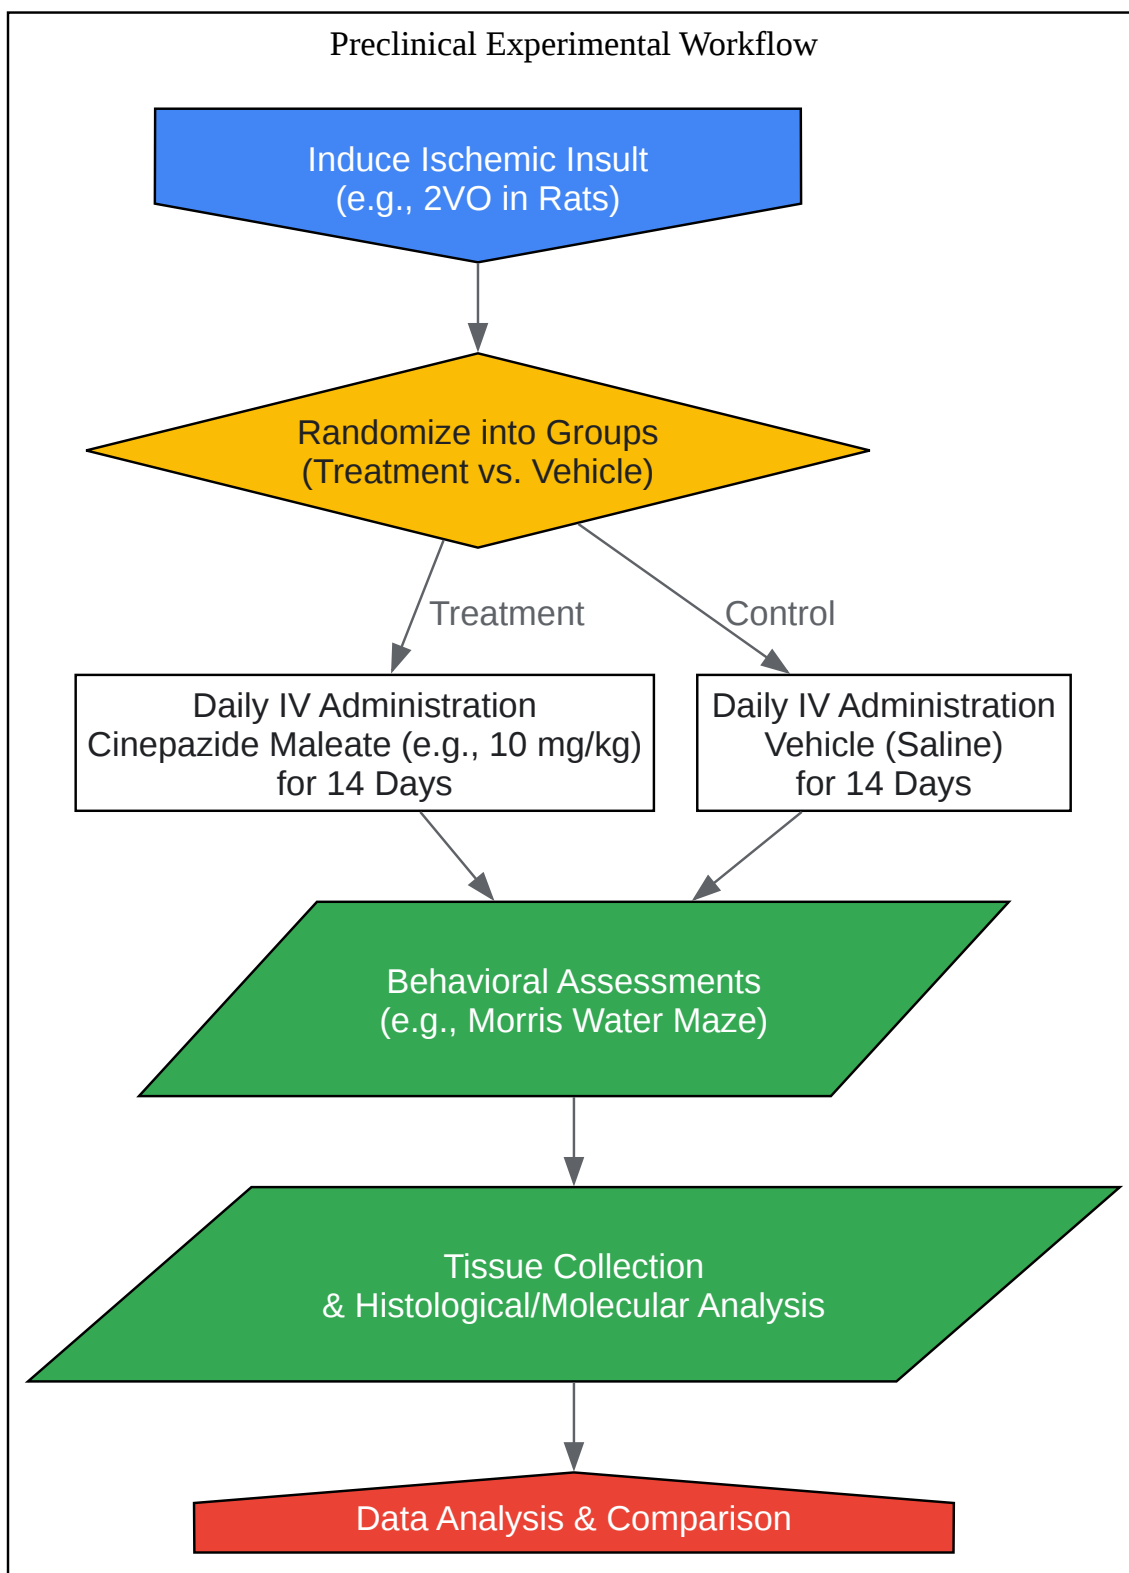 Preclinical Experimental Workflow
Induce Ischemic Insult
(e.g., 2VO in Rats)
Randomize into Groups
(Treatment vs. Vehicle)
Treatment
Control
Daily IV Administration
Cinepazide Maleate (e.g., 10 mg/kg)
for 14 Days
Daily IV Administration
Vehicle (Saline)
for 14 Days
Behavioral Assessments
(e.g., Morris Water Maze)
Tissue Collection
& Histological/Molecular Analysis
Data Analysis & Comparison